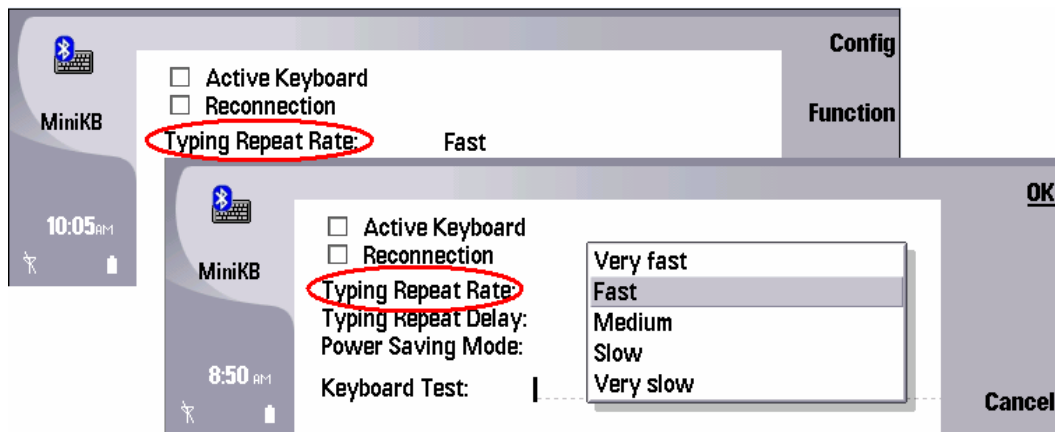 Config
Active Keyboard
Reconnection
MiniKB
Function
Typing Repeat Rate: Fast
10:05AM
OK
Active Keyboard
Reconnection
MiniKB
Typing Repeat Rate:
Typing Repeat Delay:
Power Saving Mode:
Keyboard Test:
Very fast
Fast
Medium
Slow
Very slow
8:50 AM
Cancel